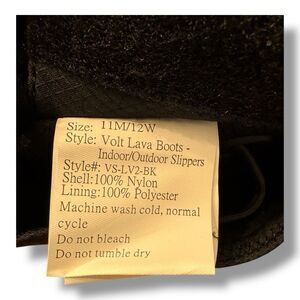 Size: 11M/12W
Style: Volt Lava Boots -
Indoor/Outdoor Slippers
Style#: VS-LV2-BK
Shell:100% Nylon
Lining:100% Polyester
Machine wash cold, normal
cycle
Do not bleach
Do not tumble dry